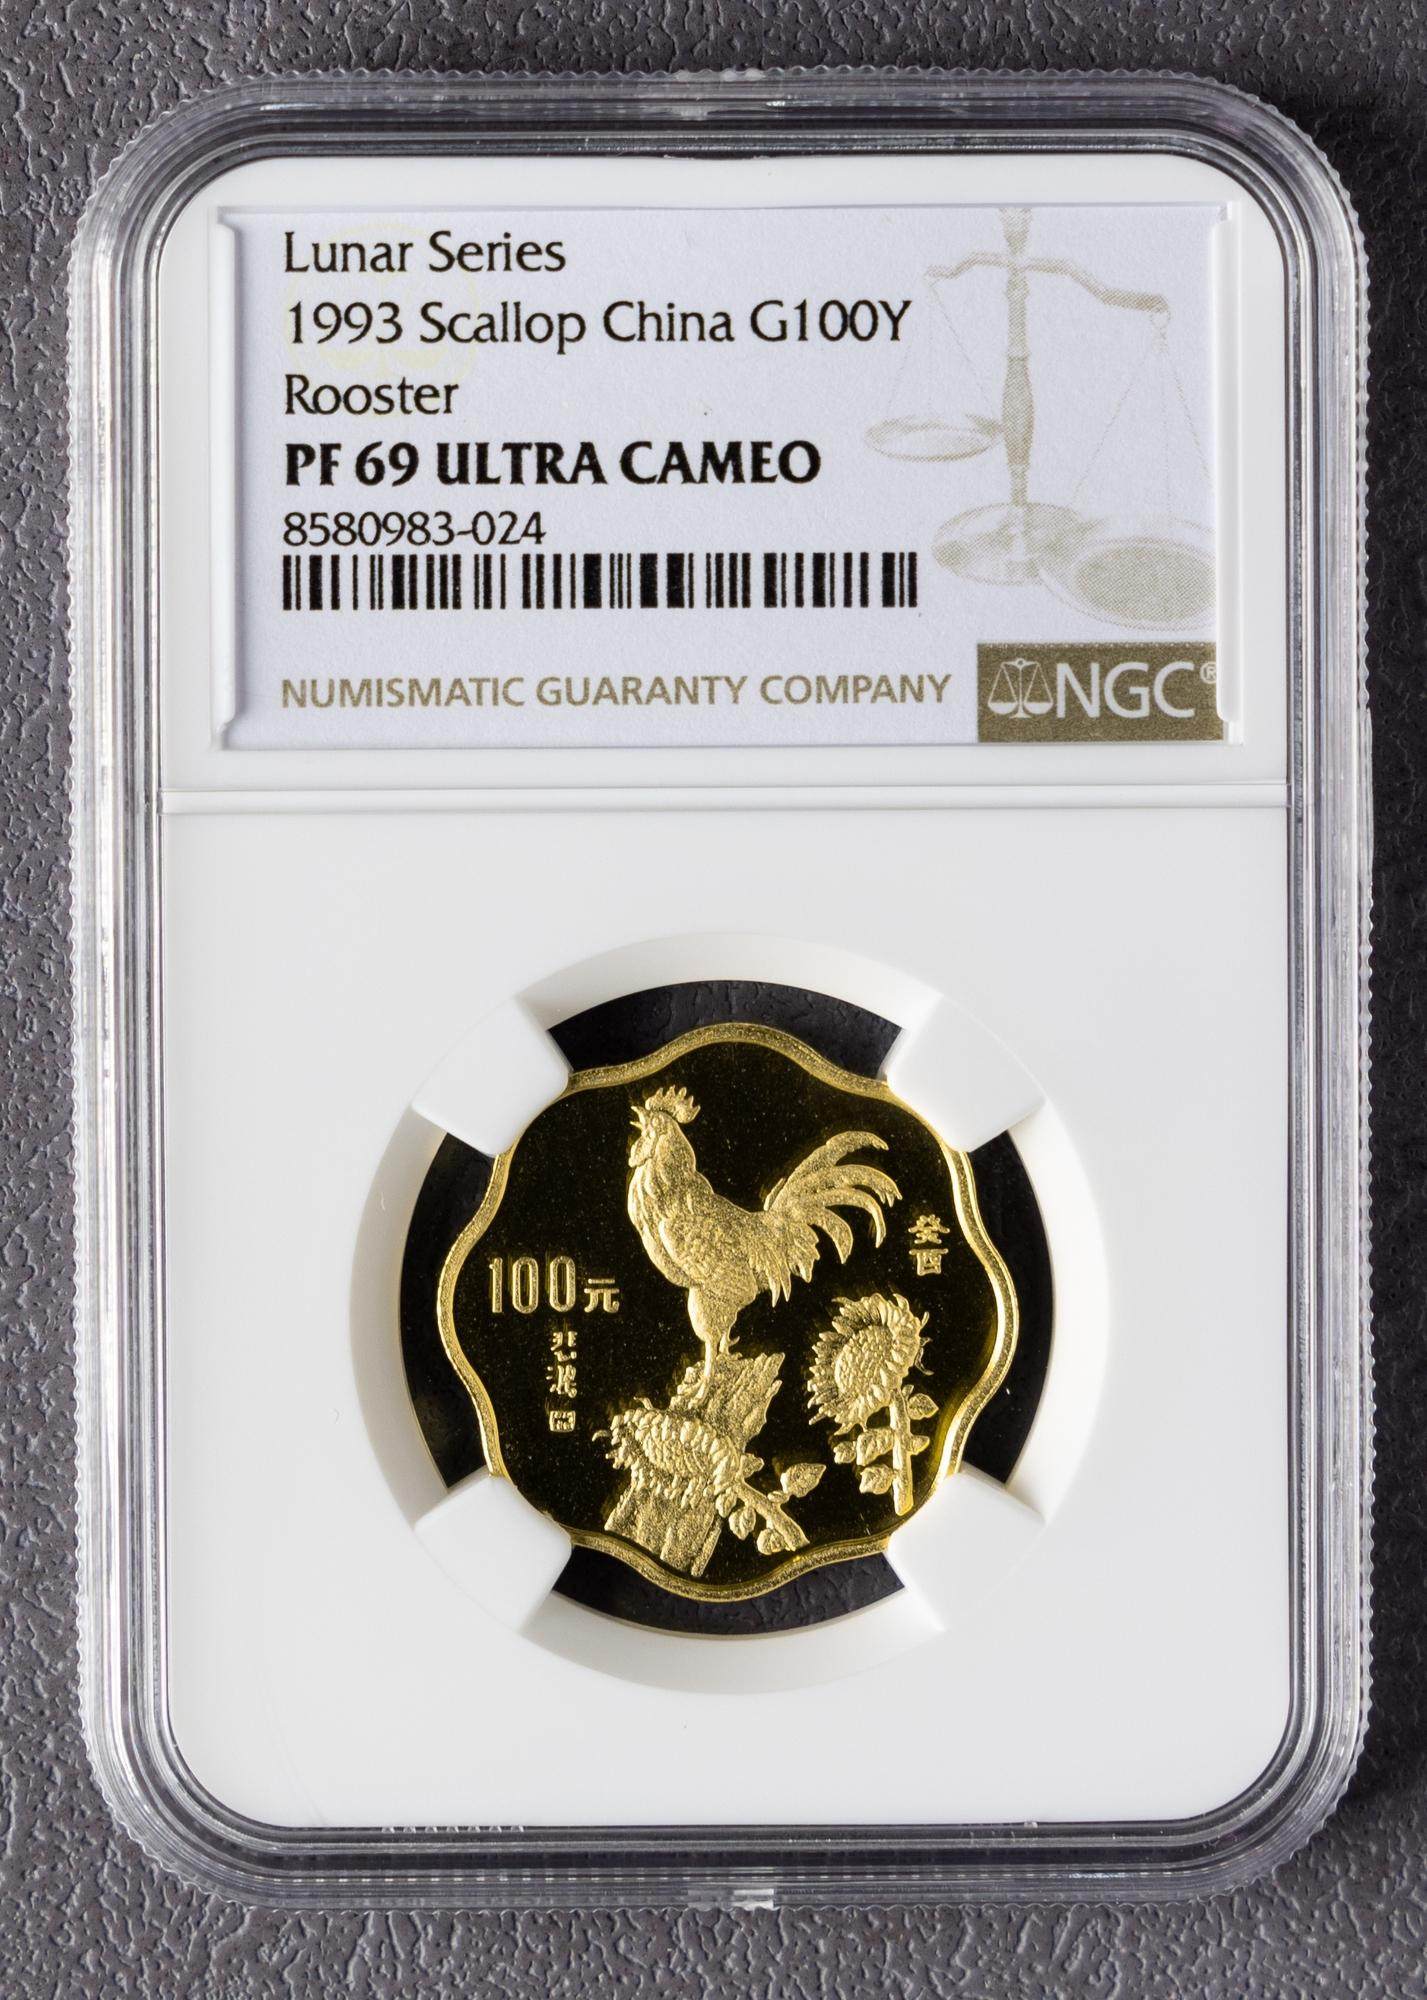 Lunar Series
1993 Scallop China G100Y
Rooster
PF 69 ULTRA CAMEO
8580983-024
NUMISMATIC GUARANTY COMPANY
NGC®
癸酉
100元